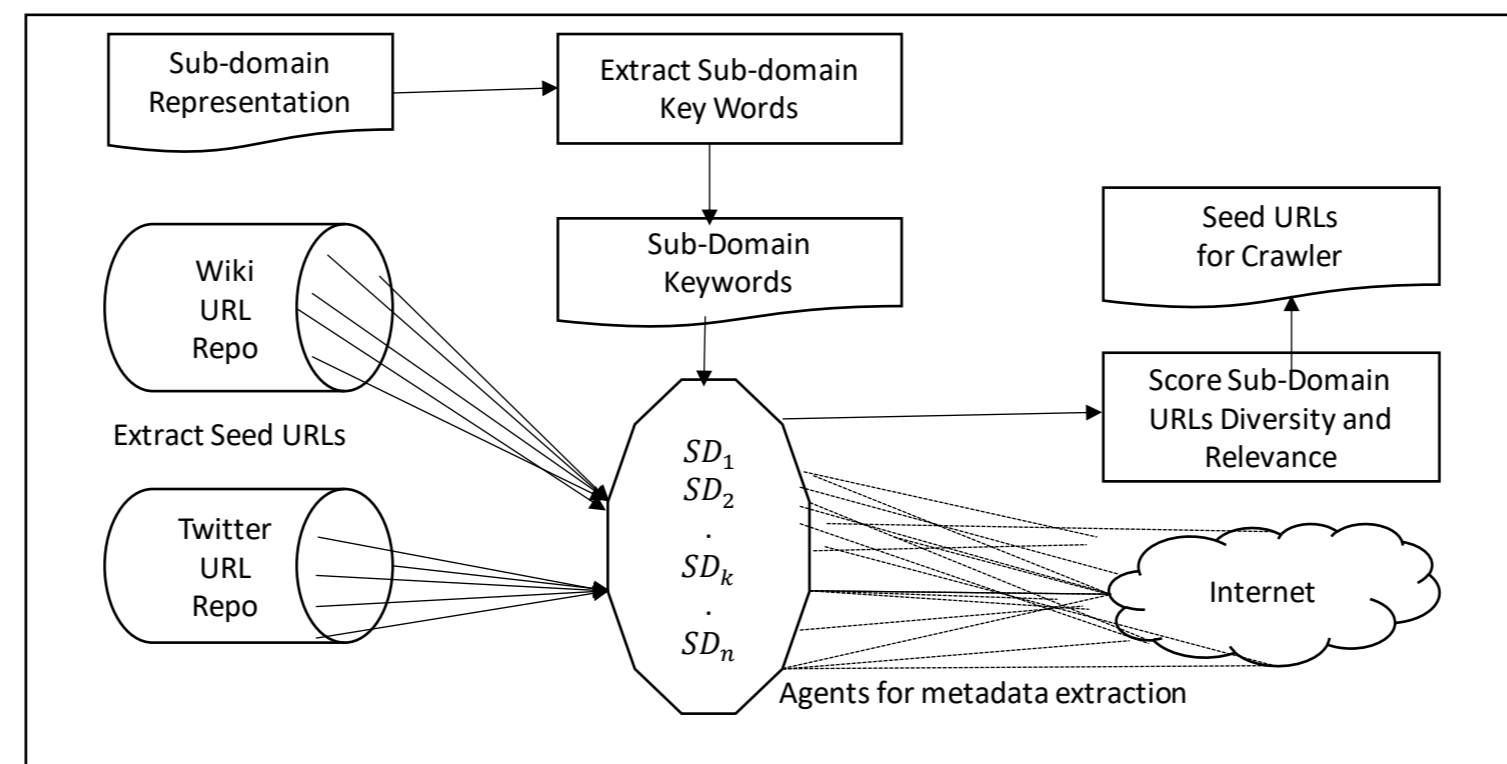 Sub-domain
Representation
Extract Sub-domain
Key Words
Sub-Domain
Keywords
Seed URLs
for Crawler
Wiki
URL
Repo
Extract Seed URLs
Twitter
URL
Repo
SD₁
SD₂
.
SDₖ
.
SDₙ
Score Sub-Domain
URLs Diversity and
Relevance
Internet
Agents for metadata extraction